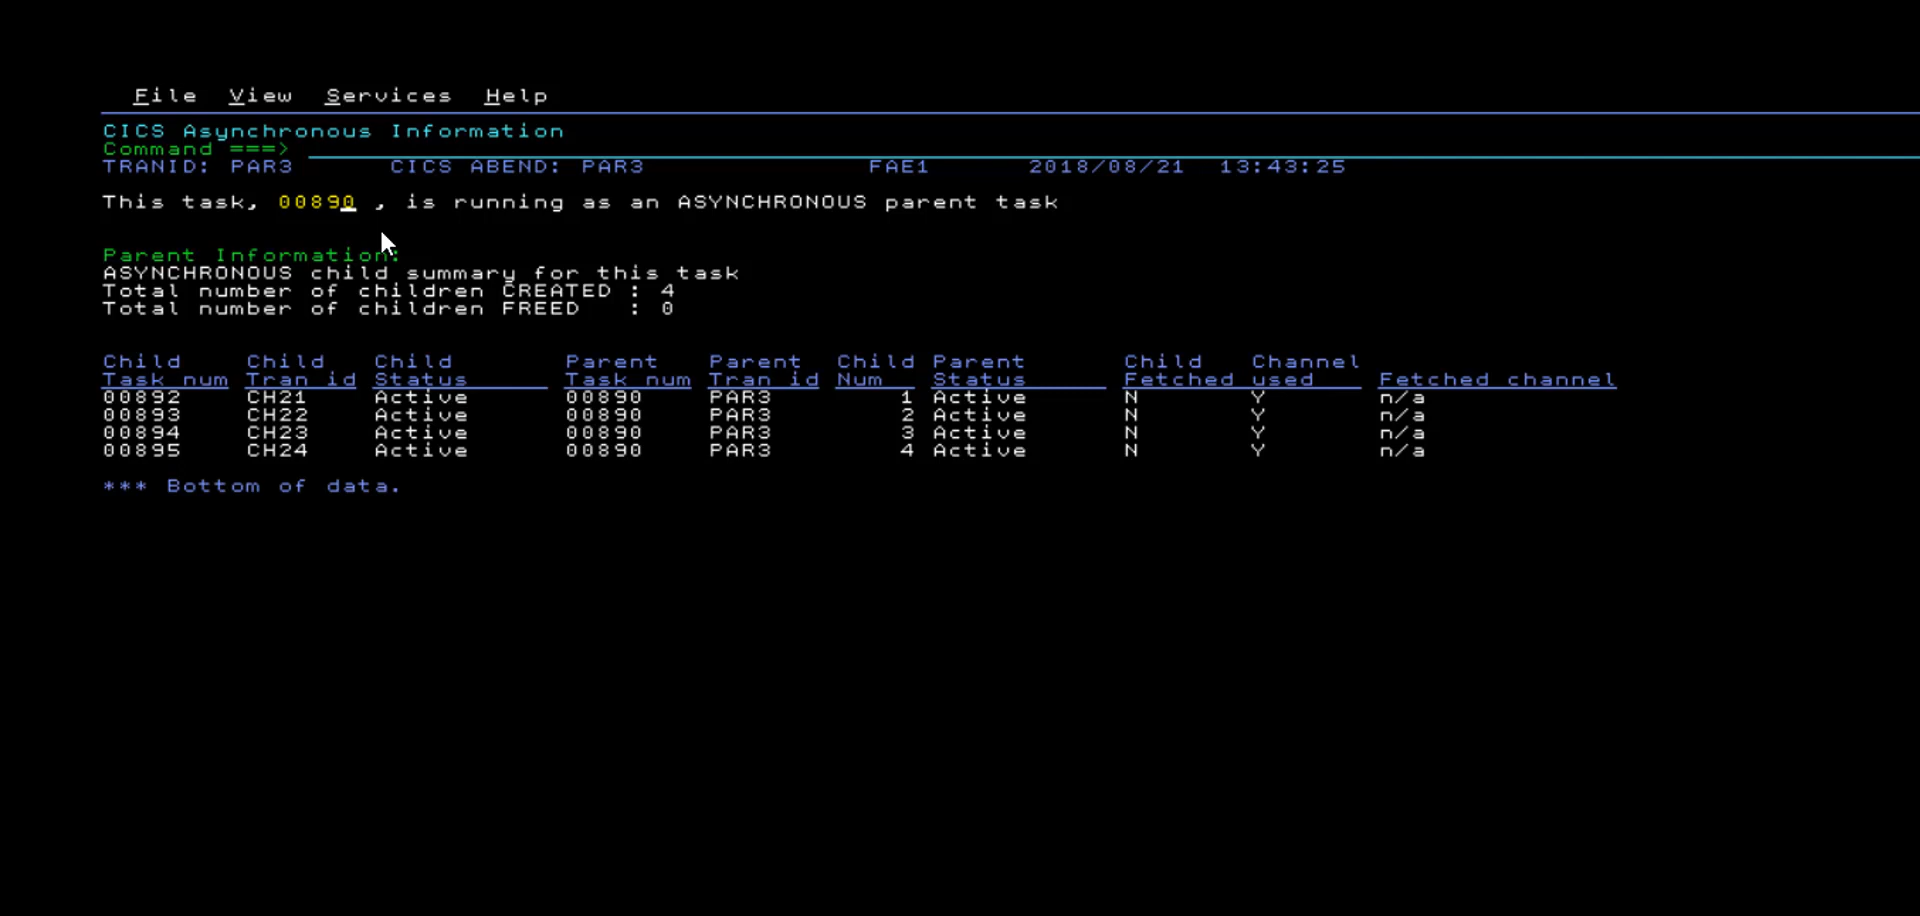 File View Services Help
CICS Asynchronous Information
Command ===>
TRANID: PAR3 CICS ABEND: PAR3 FAE1 2018/08/21 13:43:25
This task, 00890 , is running as an ASYNCHRONOUS parent task
Parent Information:
ASYNCHRONOUS child summary for this task
Total number of children CREATED : 4
Total number of children FREED : 0
Child Child Child Parent Parent Child Parent Child Channel
Task num Tran id Status Task num Tran id Num Status Fetched used Fetched channel
00892 CH21 Active 00890 PAR3 1 Active N Y n/a
00893 CH22 Active 00890 PAR3 2 Active N Y n/a
00894 CH23 Active 00890 PAR3 3 Active N Y n/a
00895 CH24 Active 00890 PAR3 4 Active N Y n/a
*** Bottom of data.